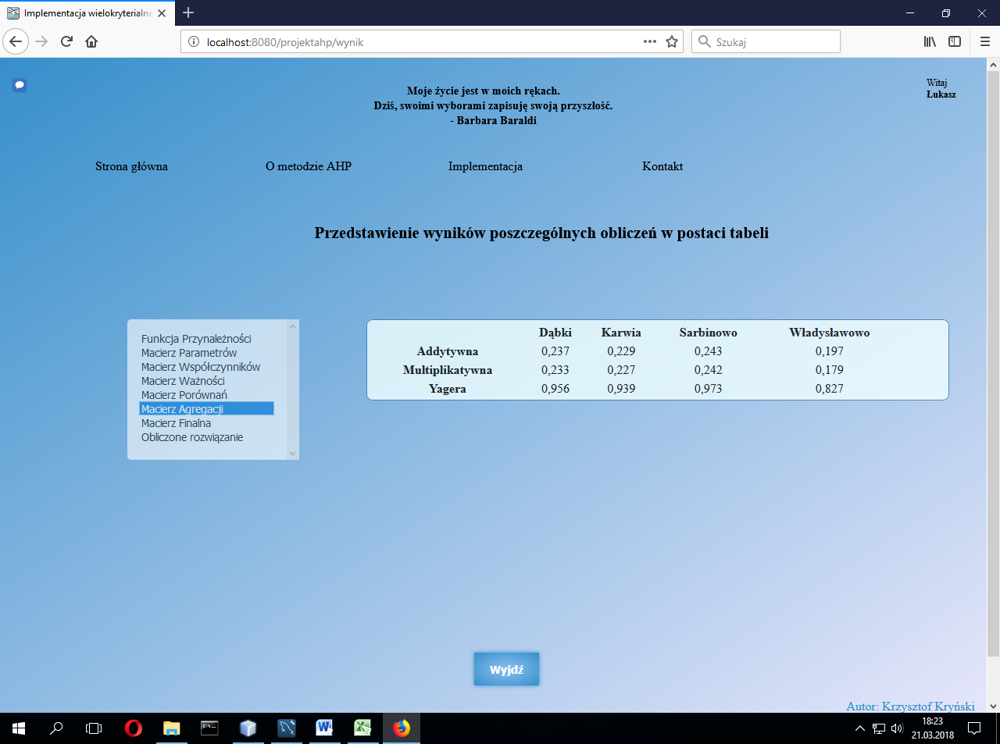 Implementacja wielokryterialne
localhost:8080/projektahp/wynik
Szukaj
Witaj
Łukasz
Moje życie jest w moich rękach.
Dziś, swoimi wyborami zapisuję swoją przyszłość.
- Barbara Baraldi
Strona główna O metodzie AHP Implementacja Kontakt
Przedstawienie wyników poszczególnych obliczeń w postaci tabeli
Funkcja Przynależności
Macierz Parametrów
Macierz Współczynników
Macierz Ważności
Macierz Porównań
Macierz Agregacji
Macierz Finalna
Obliczone rozwiązanie
Dąbki Karwia Sarbinowo Władysławowo
Addytywna 0,237 0,229 0,243 0,197
Multiplikatywna 0,233 0,227 0,242 0,179
Yagera 0,956 0,939 0,973 0,827
Wyjdź
Autor: Krzysztof Kryński
18:23
21.03.2018